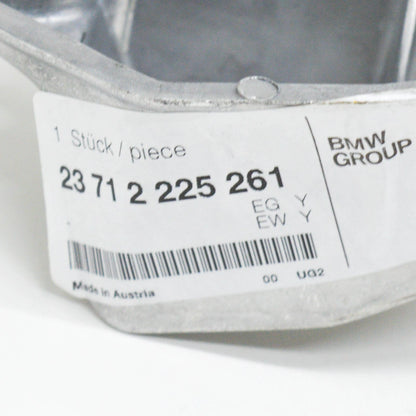 1 Stück / piece
23 71 2 225 261
EG Y
EW Y
Made in Austria
00 UG2
BMW
GROUP